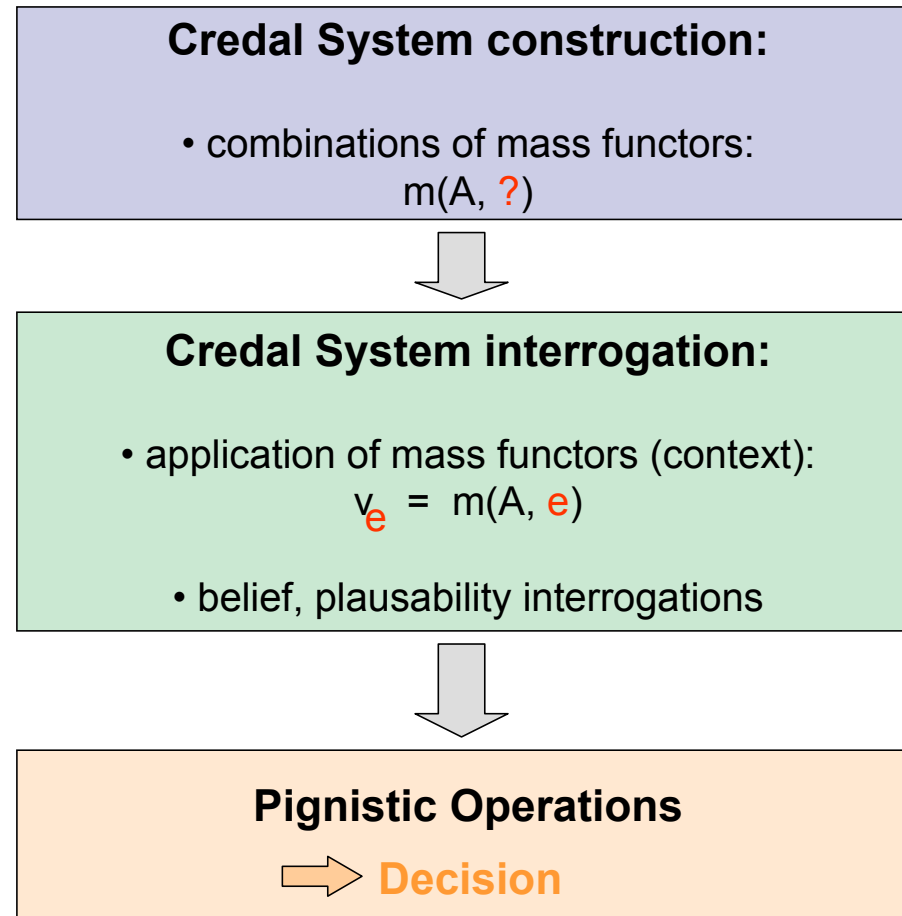 Credal System construction:
• combinations of mass functors:
m(A, ?)
Credal System interrogation:
• application of mass functors (context):
v_e = m(A, e)
• belief, plausability interrogations
Pignistic Operations
Decision